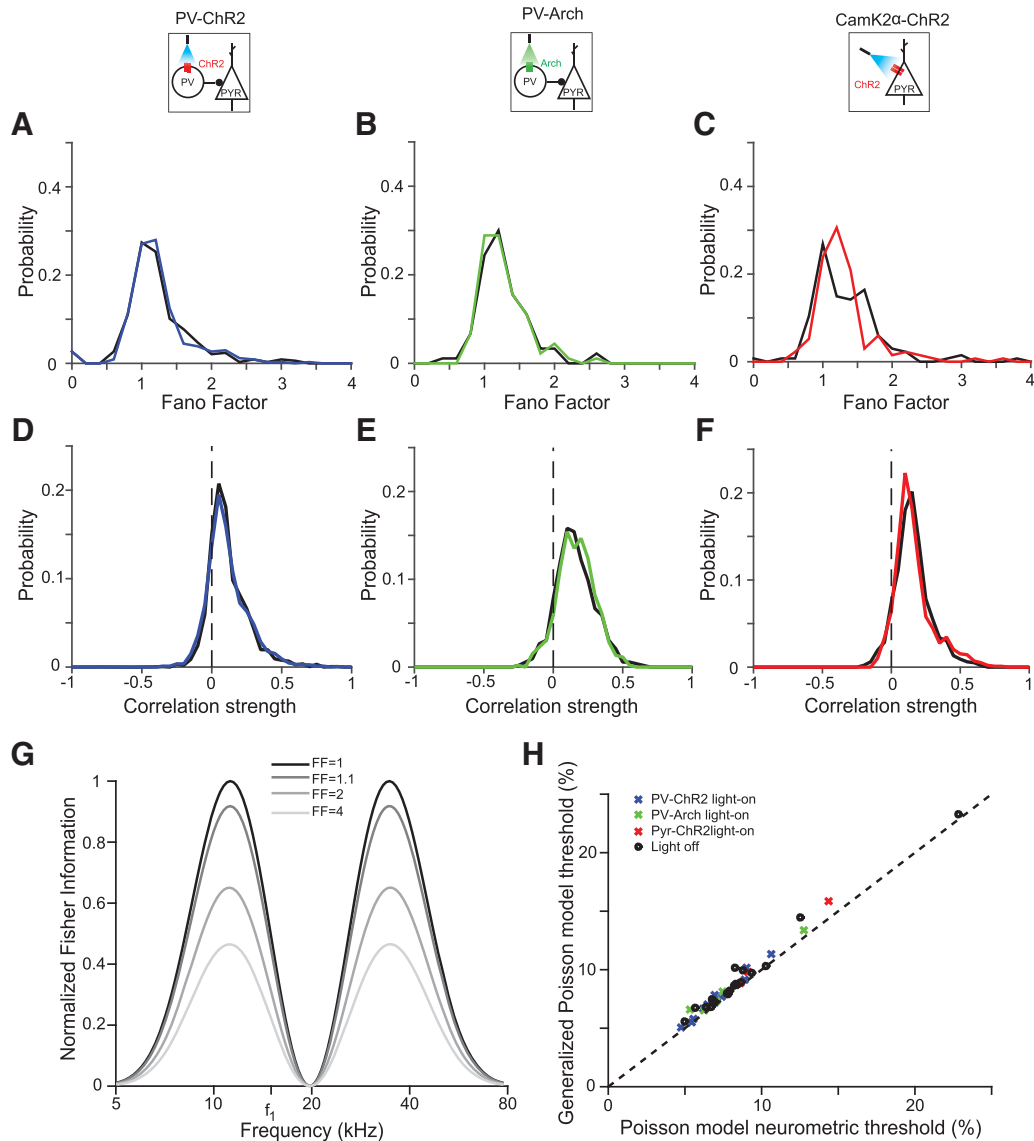 PV-ChR2
PV-Arch
CamK2α-ChR2
ChR2
PV
PYR
Arch
PV
PYR
ChR2
PYR
A
B
C
Probability
0.4
0.2
0
0
1
2
3
4
Fano Factor
Probability
0.4
0.2
0
0
1
2
3
4
Fano Factor
Probability
0.4
0.2
0
0
1
2
3
4
Fano Factor
D
E
F
Probability
0.2
0.1
0
-1
-0.5
0
0.5
1
Correlation strength
Probability
0.2
0.1
0
-1
-0.5
0
0.5
1
Correlation strength
Probability
0.2
0.1
0
-1
-0.5
0
0.5
1
Correlation strength
G
Normalized Fisher Information
1
0.8
0.6
0.4
0.2
0
FF=1
FF=1.1
FF=2
FF=4
5
10
f1
20
40
80
Frequency (kHz)
H
Generalized Poisson model threshold (%)
20
10
0
PV-ChR2 light-on
PV-Arch light-on
Pyr-ChR2light-on
Light off
0
5
10
15
20
Poisson model neurometric threshold (%)